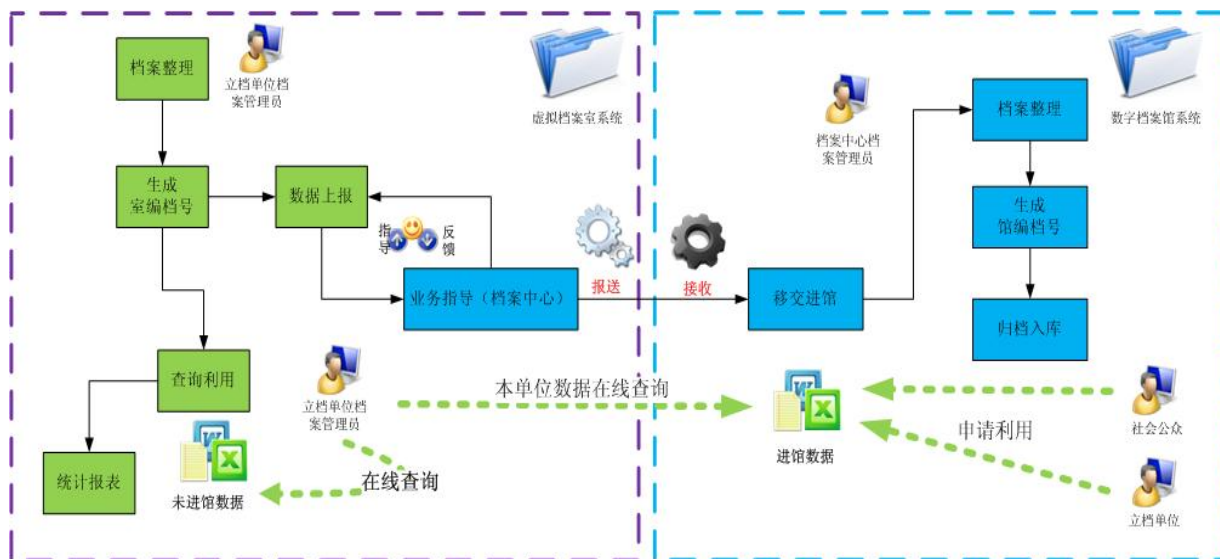 档案整理
立档单位档
案管理员
虚拟档案室系统
生成
室编档号
数据上报
指导
反馈
业务指导（档案中心）
报送
查询利用
统计报表
立档单位档
案管理员
未进馆数据
在线查询
本单位数据在线查询
档案中心档
案管理员
档案整理
数字档案馆系统
生成
馆编档号
接收
移交进馆
归档入库
进馆数据
申请利用
社会公众
立档单位